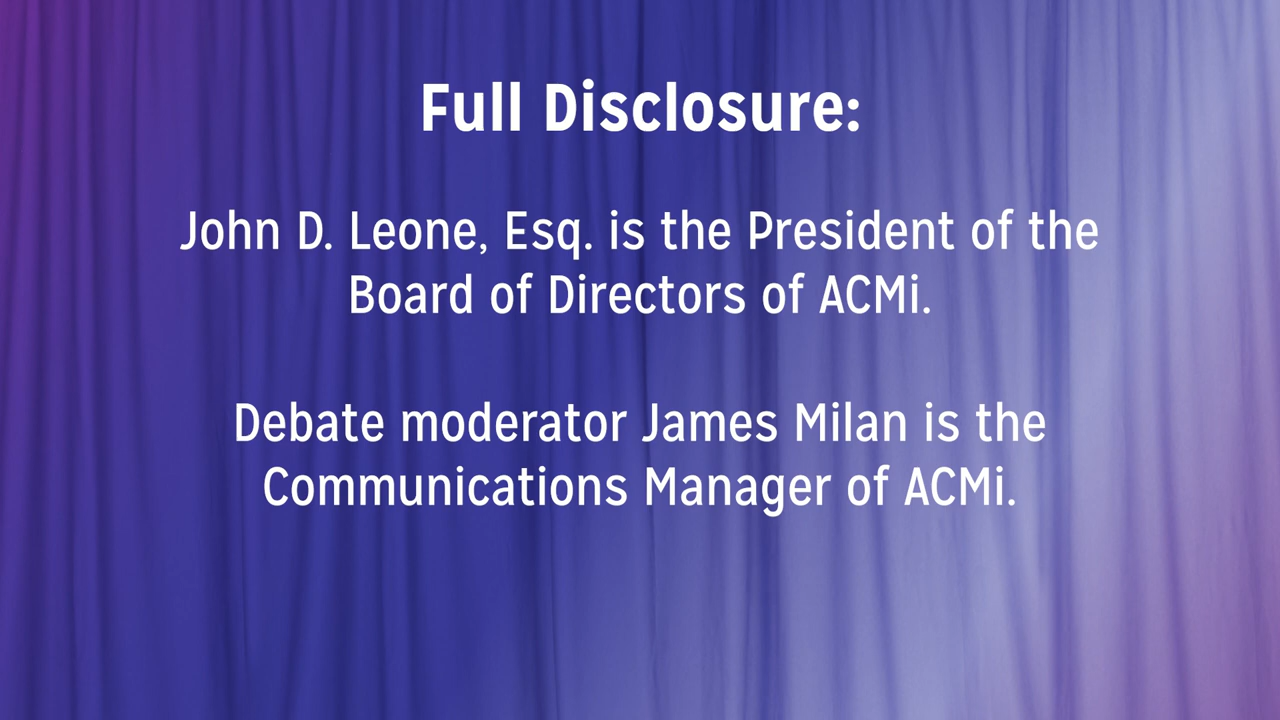 Full Disclosure:
John D. Leone, Esq. is the President of the
Board of Directors of ACMi.
Debate moderator James Milan is the
Communications Manager of ACMi.